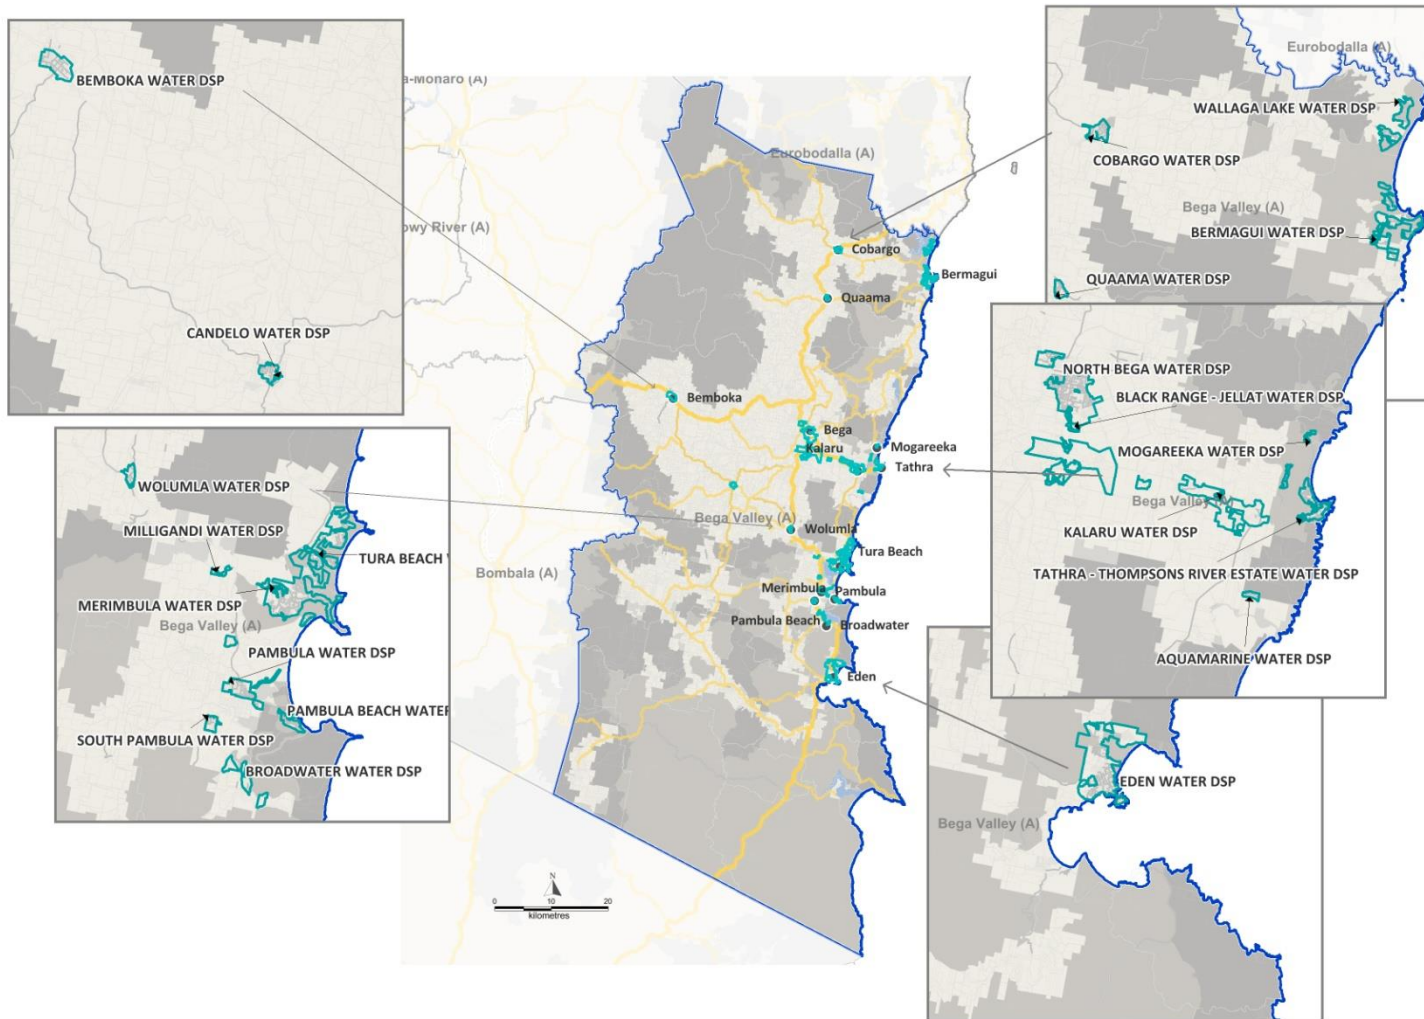 BEMBOKA WATER DSP
CANDELO WATER DSP
a-Monaro (A)
owy River (A)
Bombala (A)
Eurobodalla (A)
Cobargo
Bermagui
Quaama
Bemboka
Bega
Kalaru
Mogareeka
Tathra
Bega Valley (A)
Wolumla
Tura Beach
Merimbula
Pambula
Pambula Beach
Broadwater
Eden
N
0 10 20
kilometres
Eurobodalla (A)
WALLAGA LAKE WATER DSP
COBARGO WATER DSP
Bega Valley (A)
BERMAGUI WATER DSP
QUAAMA WATER DSP
NORTH BEGA WATER DSP
BLACK RANGE - JELLAT WATER DSP
MOGAREEKA WATER DSP
Bega Valley (A)
KALARU WATER DSP
TATHRA - THOMPSONS RIVER ESTATE WATER DSP
AQUAMARINE WATER DSP
WOLUMLA WATER DSP
MILLIGANDI WATER DSP
TURA BEACH
MERIMBULA WATER DSP
Bega Valley (A)
PAMBULA WATER DSP
PAMBULA BEACH WATER
SOUTH PAMBULA WATER DSP
BROADWATER WATER DSP
EDEN WATER DSP
Bega Valley (A)